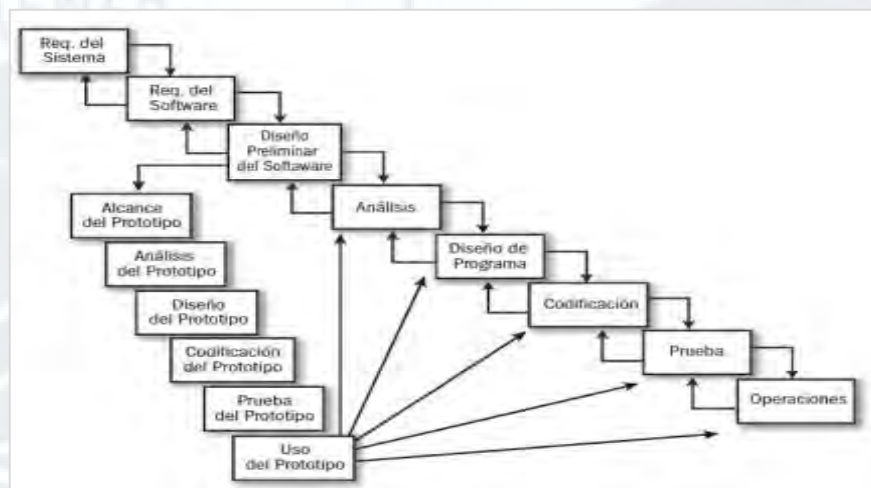 Req. del
Sistema
Req. del
Software
Diseño
Preliminar
del Softaware
Alcance
del Prototipo
Análisis
Análisis
del Prototipo
Diseño de
Programa
Diseño
del Prototipo
Codificación
Codificación
del Prototipo
Prueba
Prueba
del Prototipo
Operaciones
Uso
del Prototipo